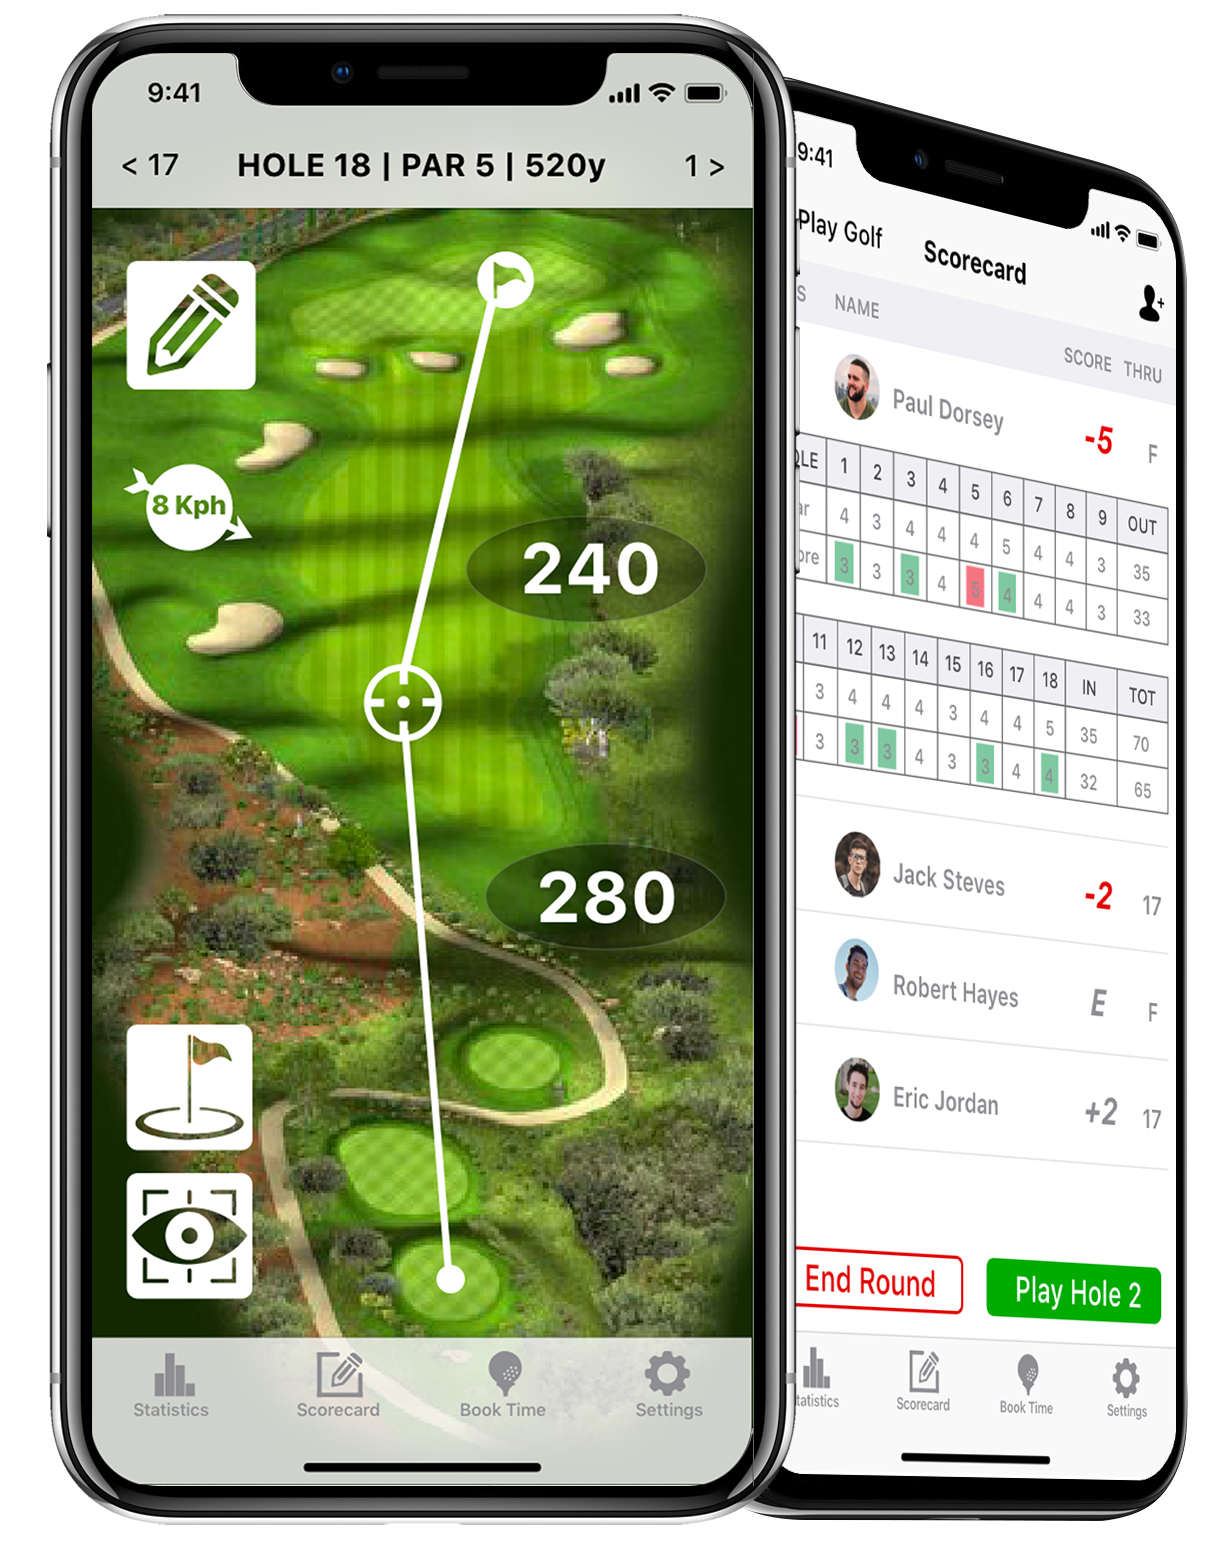 9:41
< 17 HOLE 18 | PAR 5 | 520y 1 >
8 Kph
240
280
Statistics Scorecard Book Time Settings
9:41
Play Golf Scorecard
S NAME SCORE THRU
Paul Dorsey -5 F
OLE 1 2 3 4 5 6 7 8 9 OUT
ar 4 3 4 4 4 5 4 4 3 35
ore 3 3 3 4 5 4 4 4 3 33
11 12 13 14 15 16 17 18 IN TOT
3 4 4 4 3 4 4 5 35 70
3 3 3 4 3 3 4 4 32 65
Jack Steves -2 17
Robert Hayes E F
Eric Jordan +2 17
End Round Play Hole 2
tatistics Scorecard Book Time Settings